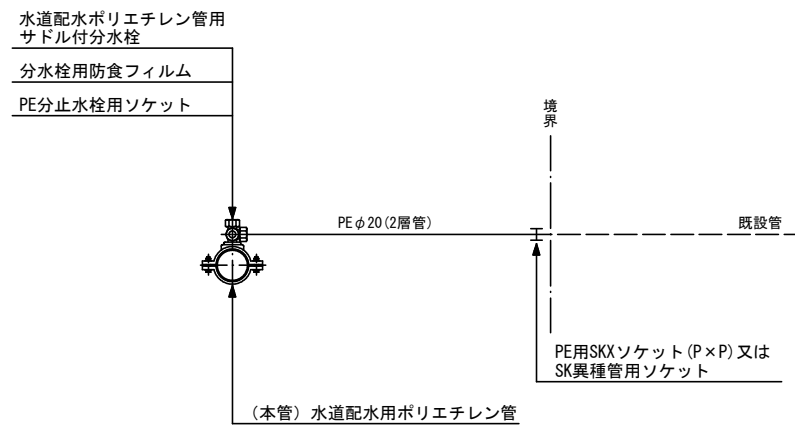 水道配水ポリエチレン管用
サドル付分水栓
分水栓用防食フィルム
PE分止水栓用ソケット
境界
PEφ20(2層管)
既設管
PE用SKXソケット(P×P)又は
SK異種管用ソケット
(本管) 水道配水用ポリエチレン管